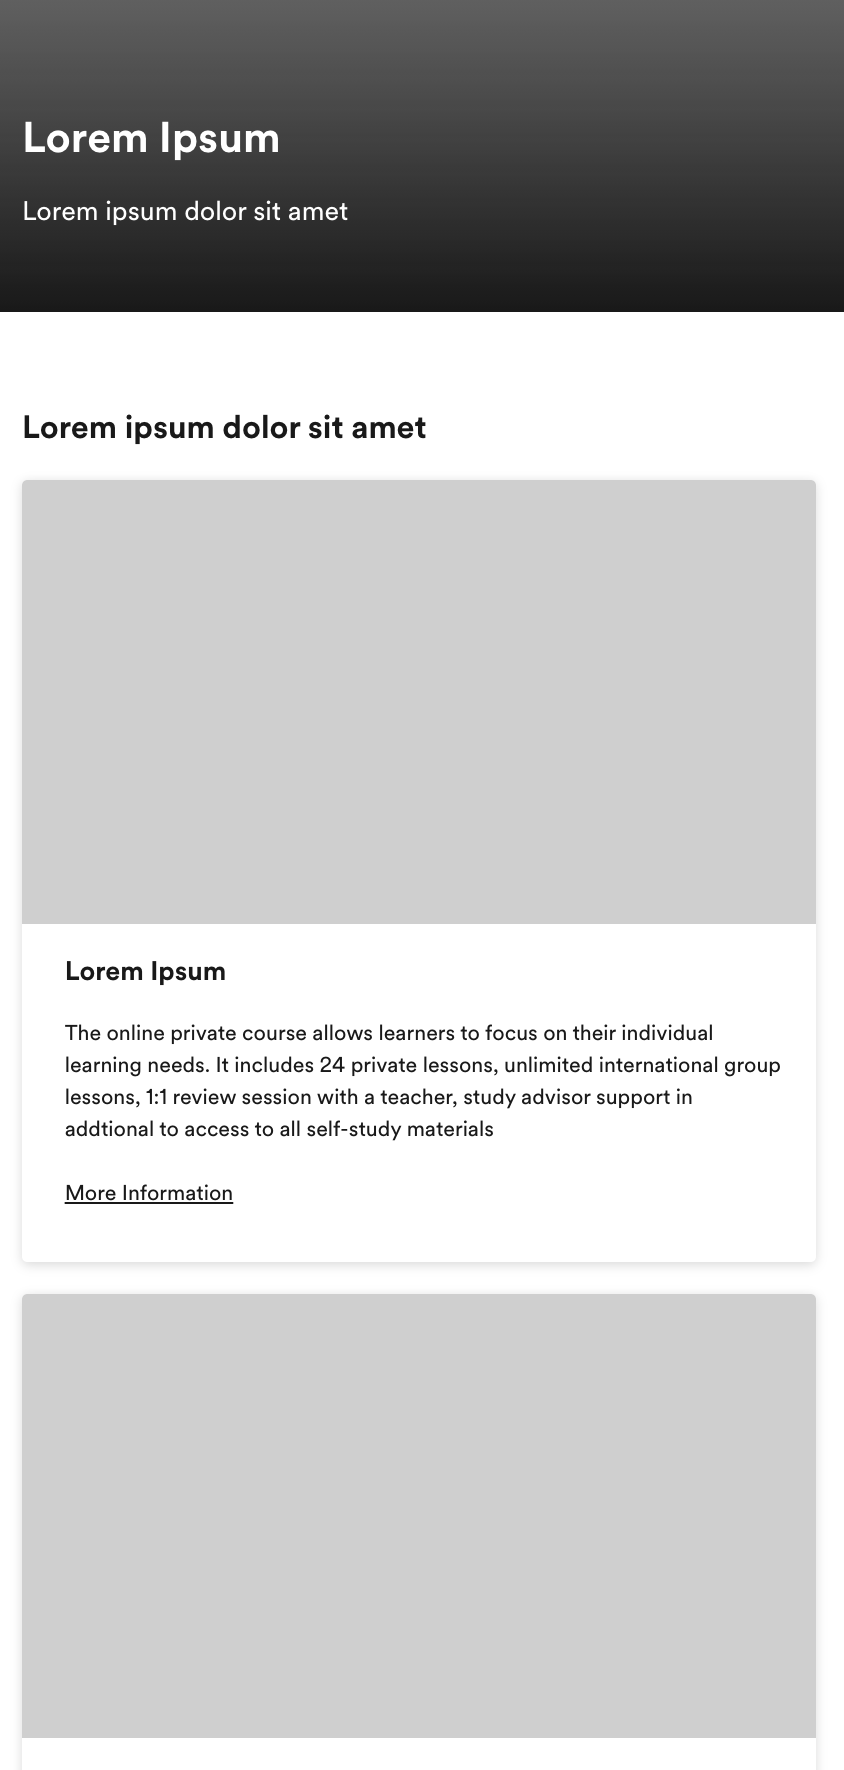 Lorem Ipsum
Lorem ipsum dolor sit amet
Lorem ipsum dolor sit amet
Lorem Ipsum
The online private course allows learners to focus on their individual
learning needs. It includes 24 private lessons, unlimited international group
lessons, 1:1 review session with a teacher, study advisor support in
addtional to access to all self-study materials
More Information